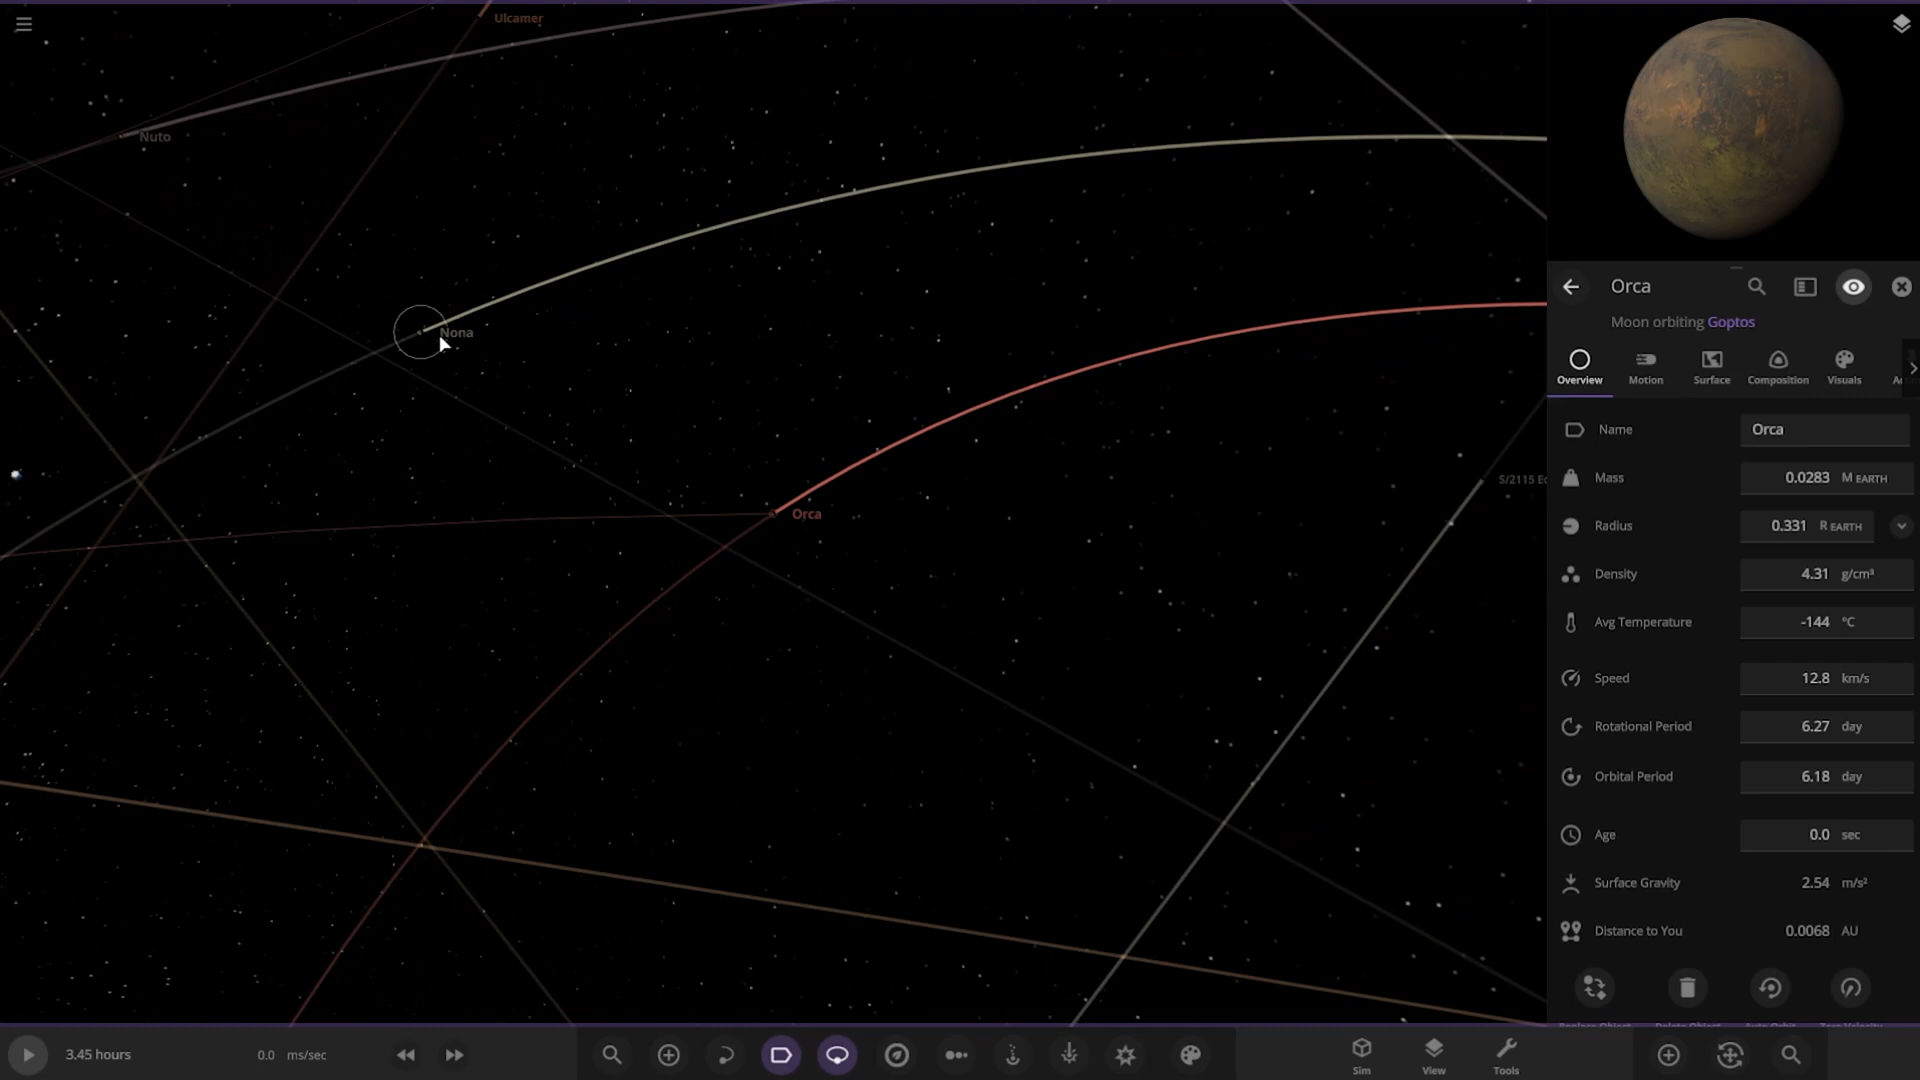 Ulcamer
Nuto
Nona
Orca
S/2115 Ec
Orca
Moon orbiting Goptos
Overview
Motion
Surface
Composition
Visuals
Name Orca
Mass 0.0283 M EARTH
Radius 0.331 R EARTH
Density 4.31 g/cm³
Avg Temperature -144 °C
Speed 12.8 km/s
Rotational Period 6.27 day
Orbital Period 6.18 day
Age 0.0 sec
Surface Gravity 2.54 m/s²
Distance to You 0.0068 AU
3.45 hours
0.0 ms/sec
Sim
View
Tools